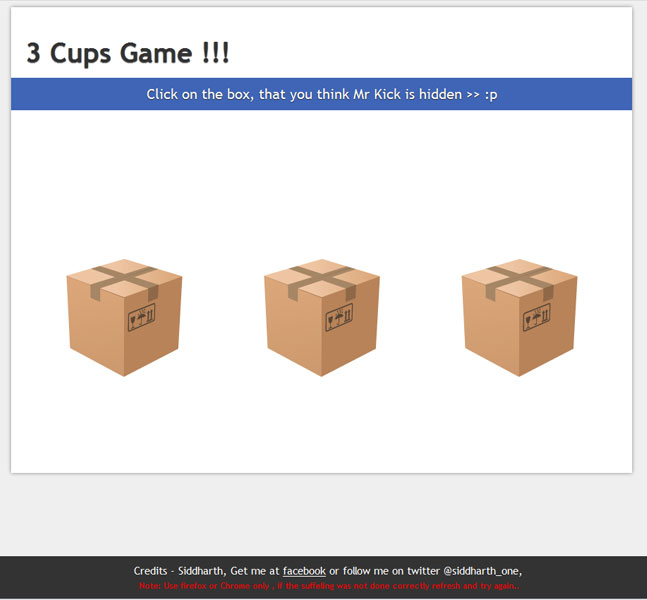 3 Cups Game !!!
Click on the box, that you think Mr Kick is hidden >> :p
Credits - Siddharth, Get me at facebook or follow me on twitter @siddharth_one,
Note: Use firefox or Chrome only , if the suffeling was not done correctly refresh and try again..